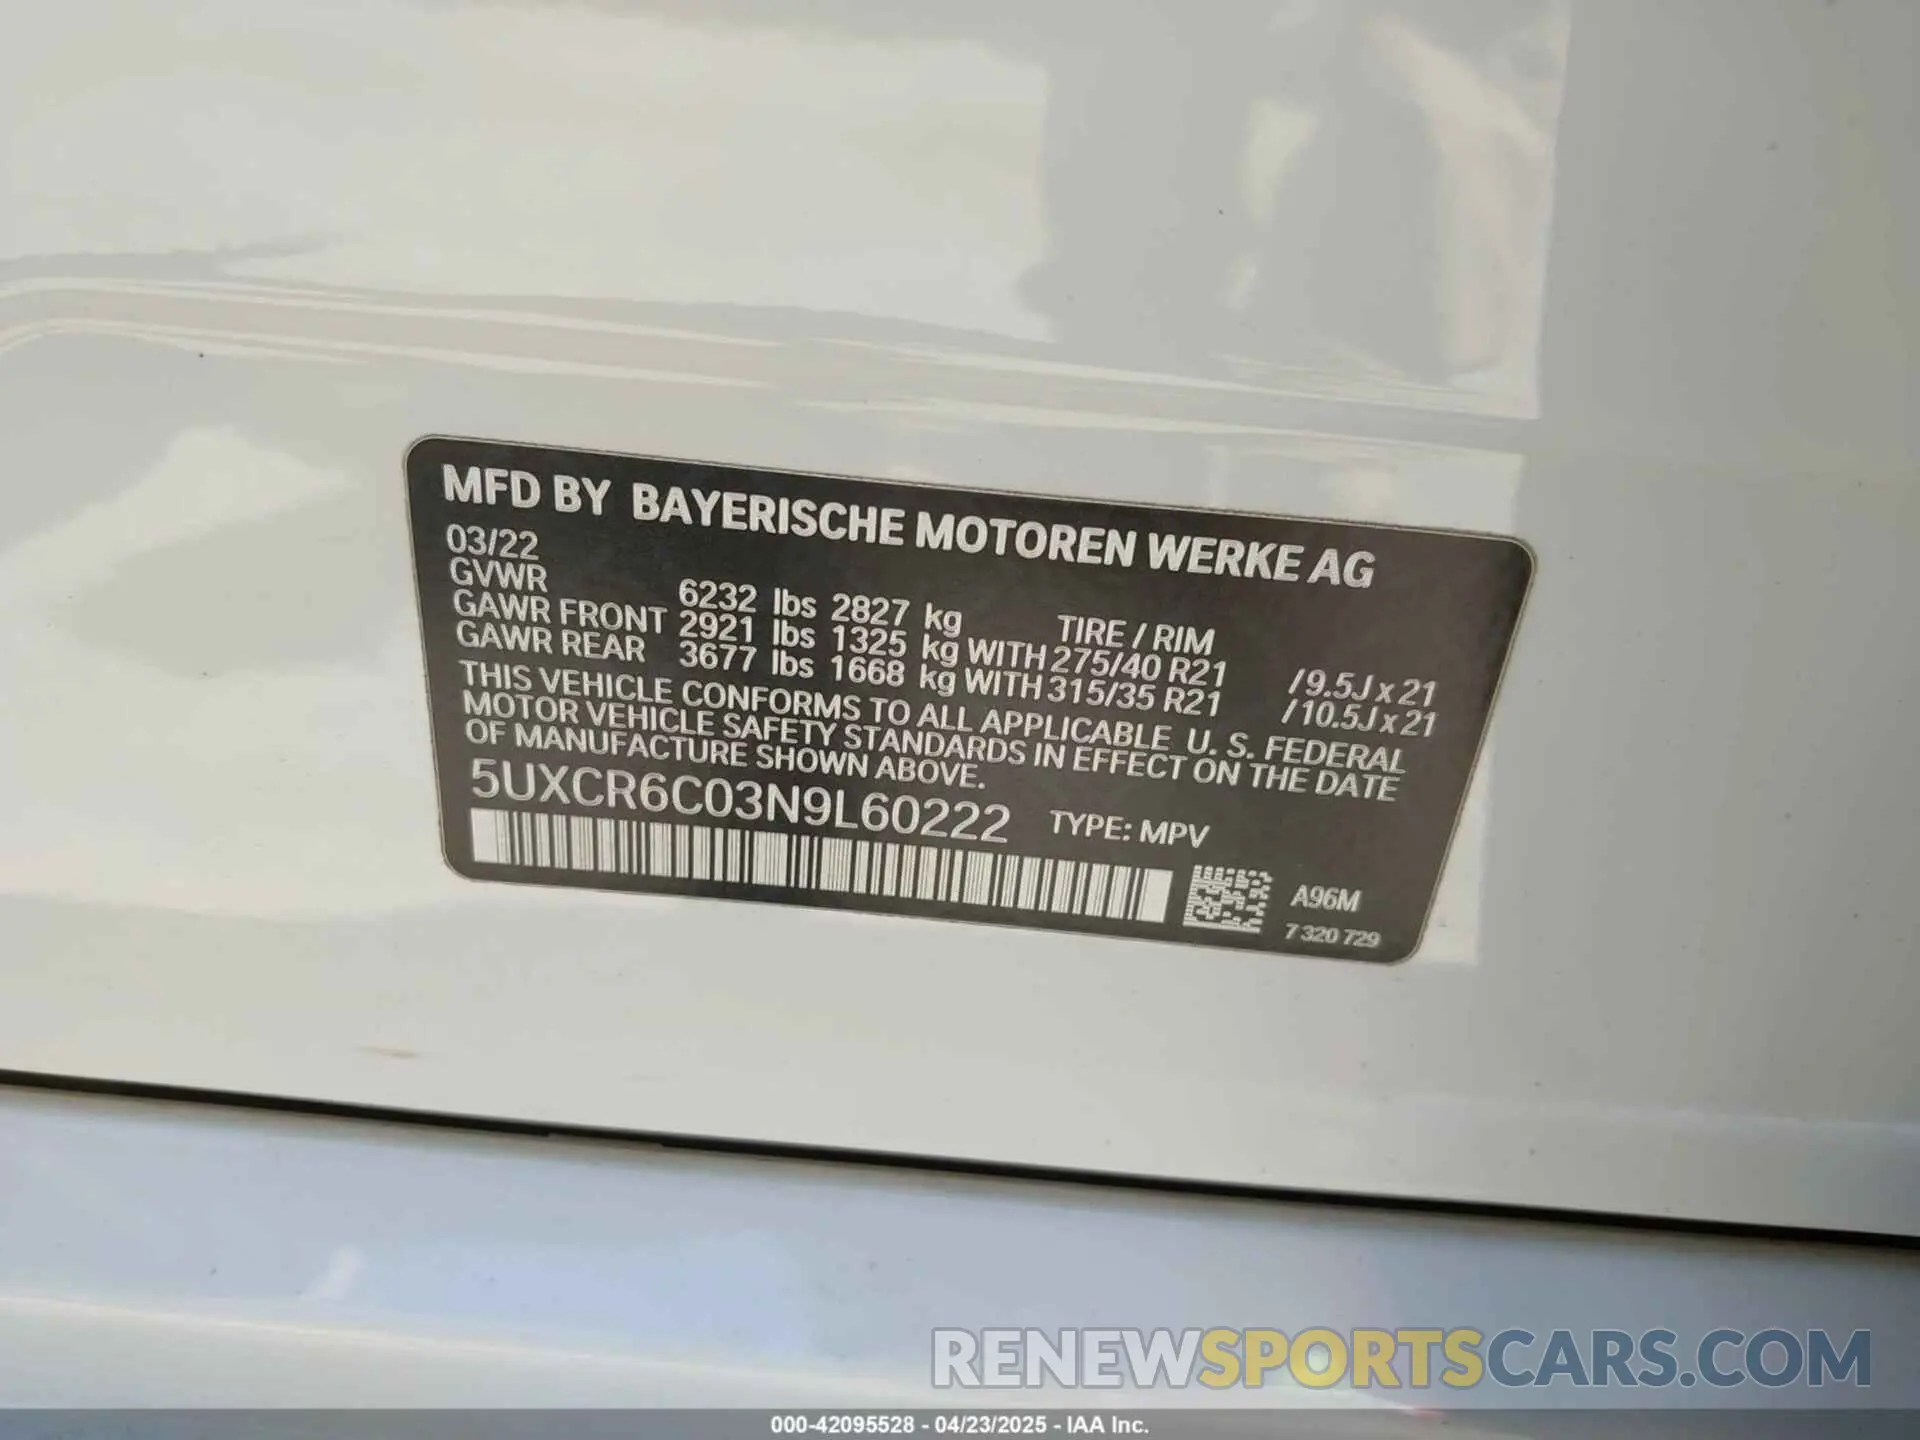 MFD BY BAYERISCHE MOTOREN WERKE AG
03/22
GVWR 6232 lbs 2827 kg TIRE / RIM
GAWR FRONT 2921 lbs 1325 kg WITH 275/40 R21 /9.5J x 21
GAWR REAR 3677 lbs 1668 kg WITH 315/35 R21 /10.5J x 21
THIS VEHICLE CONFORMS TO ALL APPLICABLE U. S. FEDERAL
MOTOR VEHICLE SAFETY STANDARDS IN EFFECT ON THE DATE
OF MANUFACTURE SHOWN ABOVE.
5UXCR6C03N9L60222 TYPE: MPV
A96M
7 320 729
RENEWSPORTSCARS.COM
000-42095528 - 04/23/2025 - IAA Inc.